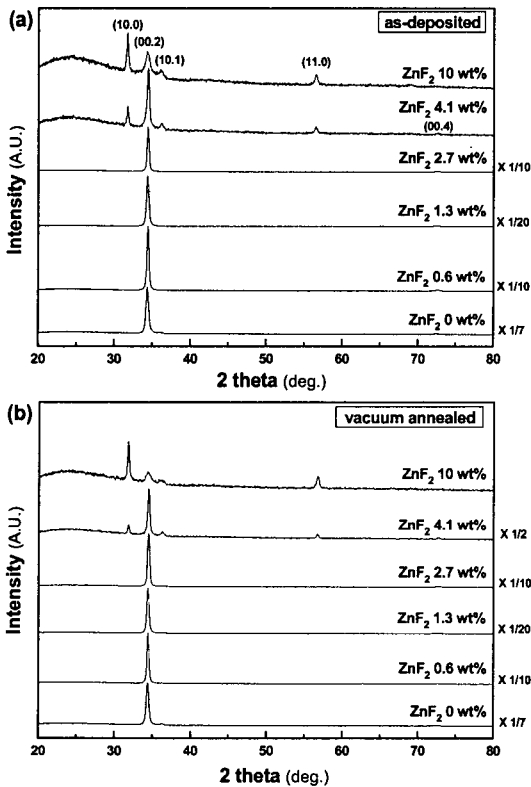 (a)
as-deposited
(10.0)
(00.2)
(10.1)
(11.0)
ZnF2 10 wt%
ZnF2 4.1 wt%
(00.4)
ZnF2 2.7 wt%
X 1/10
ZnF2 1.3 wt%
X 1/20
ZnF2 0.6 wt%
X 1/10
ZnF2 0 wt%
X 1/7
Intensity (A.U.)
20 30 40 50 60 70 80
2 theta (deg.)
(b)
vacuum annealed
ZnF2 10 wt%
ZnF2 4.1 wt%
X 1/2
ZnF2 2.7 wt%
X 1/10
ZnF2 1.3 wt%
X 1/20
ZnF2 0.6 wt%
X 1/10
ZnF2 0 wt%
X 1/7
Intensity (A.U.)
20 30 40 50 60 70 80
2 theta (deg.)